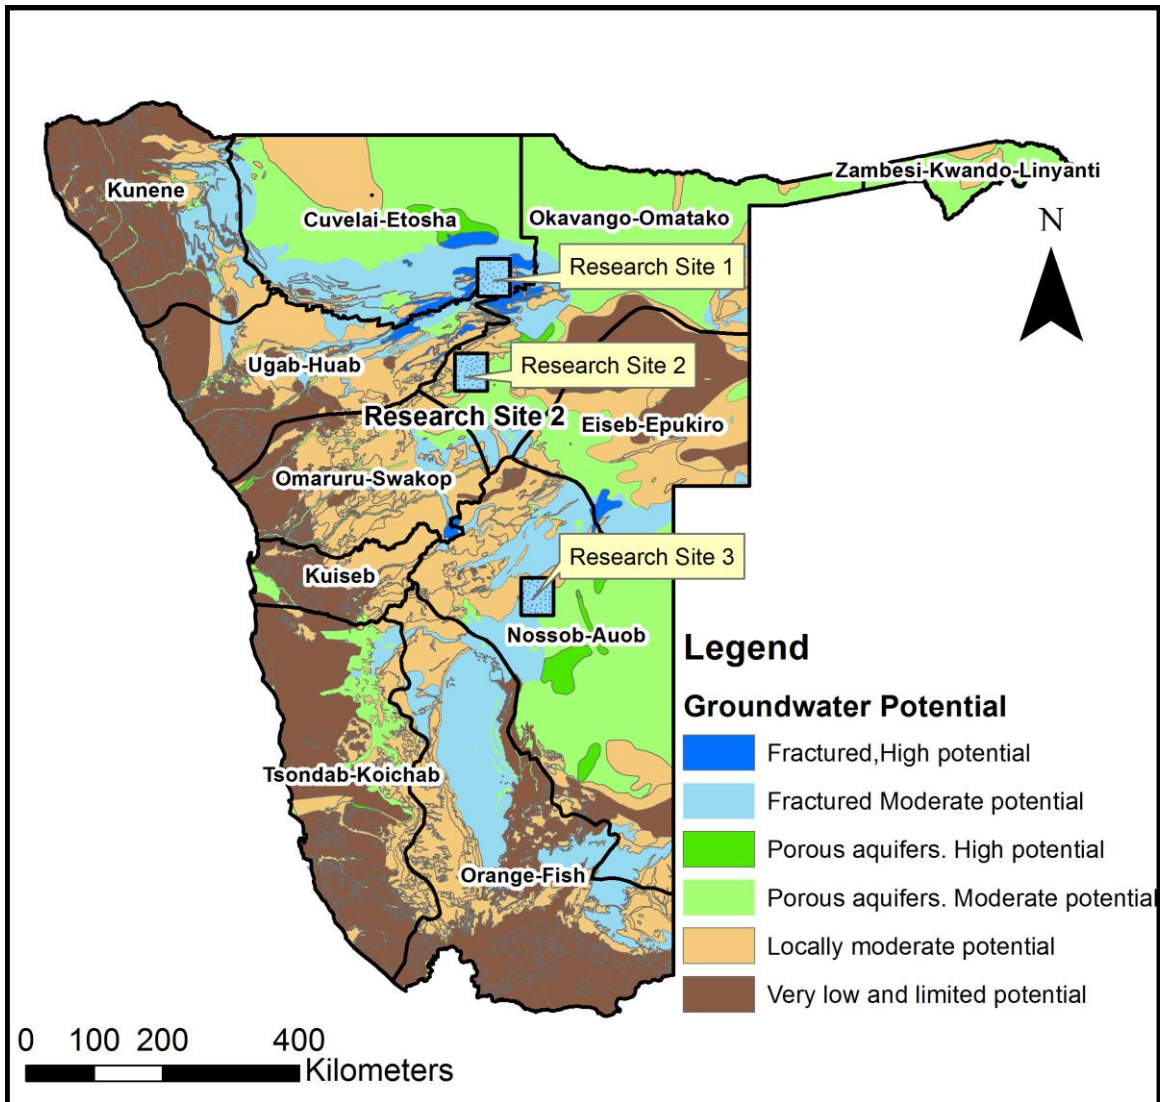 Kunene
Cuvelai-Etosha
Okavango-Omatako
Zambesi-Kwando-Linyanti
N
Research Site 1
Ugab-Huab
Research Site 2
Research Site 2
Eiseb-Epukiro
Omaruru-Swakop
Research Site 3
Kuiseb
Nossob-Auob
Tsondab-Koichab
Orange-Fish
Legend
Groundwater Potential
Fractured,High potential
Fractured Moderate potential
Porous aquifers. High potential
Porous aquifers. Moderate potential
Locally moderate potential
Very low and limited potential
0 100 200 400
Kilometers